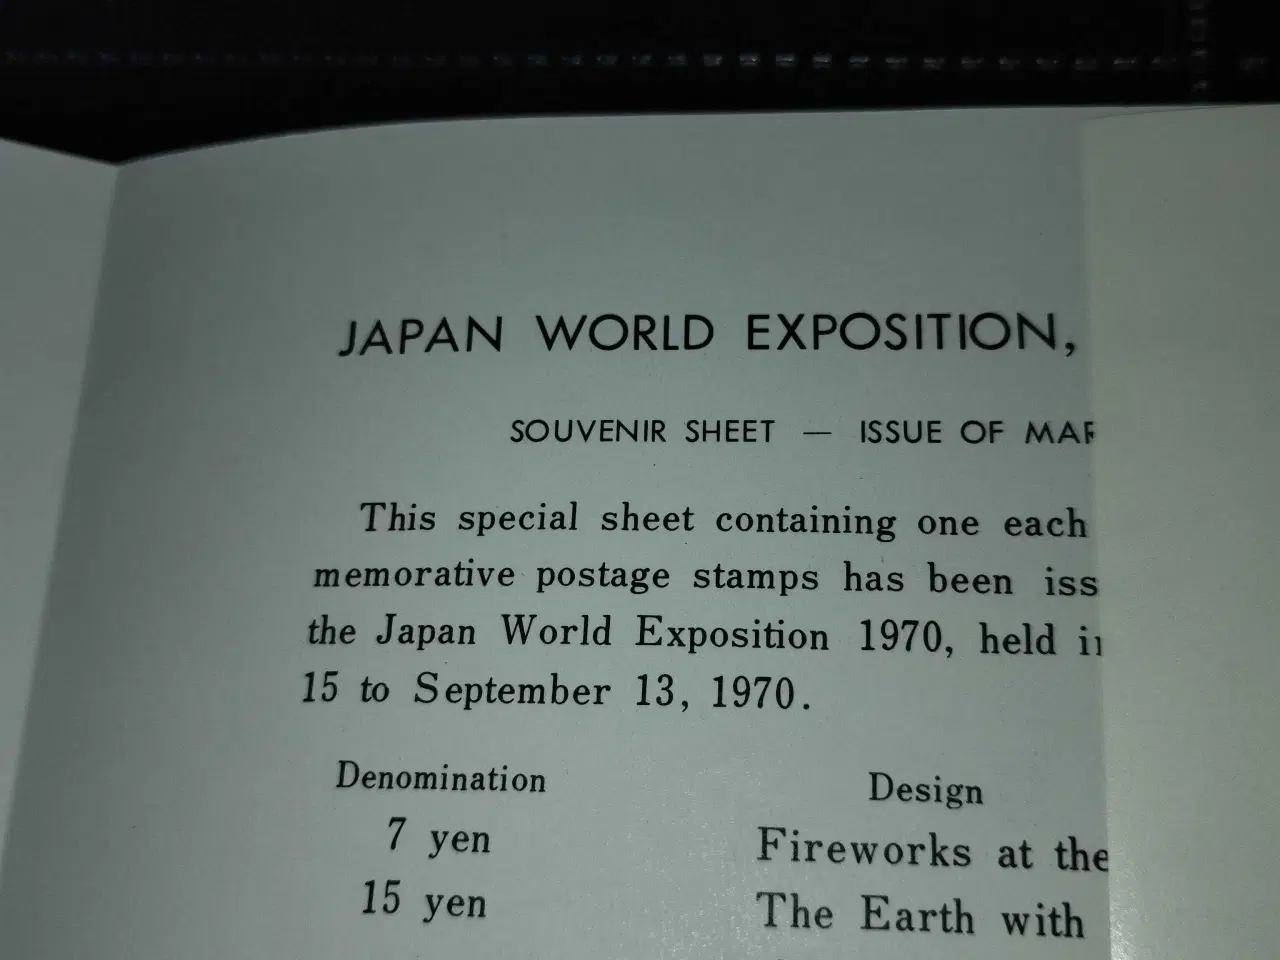 JAPAN WORLD EXPOSITION,
SOUVENIR SHEET — ISSUE OF
This special sheet containing one each
memorative postage stamps has been iss
the Japan World Exposition 1970, held
15 to September 13, 1970.
Denomination Design
7 yen Fireworks at the
15 yen The Earth with